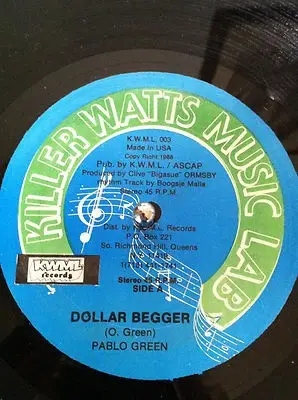 KILLER WATTS MUSIC LAB
K.W.M.L. 003
Made in USA
Copy Right 1988
Pub. by K.W.M.L. / ASCAP
Produced by Clive "Bigasue" ORMSBY
Rhythm Track by Boogsie Malla
Stereo 45 R.P.M.
Dist. by Records
P.O. Box 221
So. Richmond Hill, Queens
Stereo 45 R.P.M.
SIDE A
K.W.M.L.
records
DOLLAR BEGGER
(O. Green)
PABLO GREEN